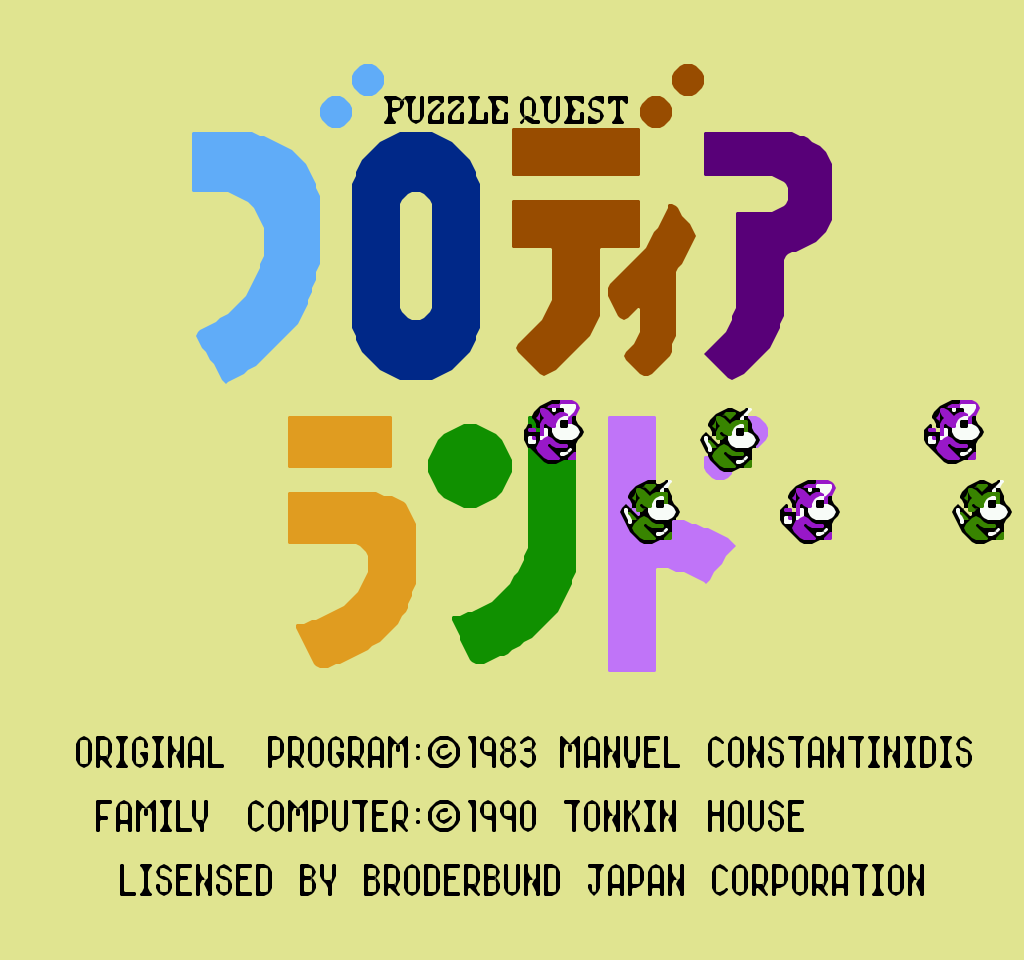 PUZZLE QUEST
ブロディア
ランド
ORIGINAL PROGRAM:©1983 MANUEL CONSTANTINIDIS
FAMILY COMPUTER:©1990 TONKIN HOUSE
LISENSED BY BRODERBUND JAPAN CORPORATION